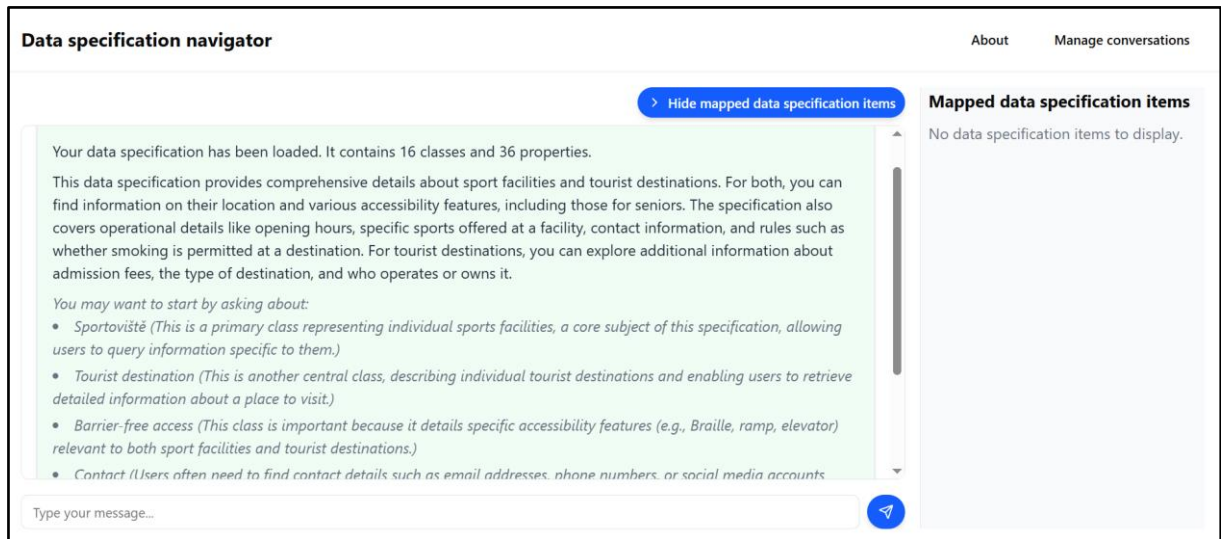 Data specification navigator
About
Manage conversations
Hide mapped data specification items
Mapped data specification items
No data specification items to display.
Your data specification has been loaded. It contains 16 classes and 36 properties.
This data specification provides comprehensive details about sport facilities and tourist destinations. For both, you can
find information on their location and various accessibility features, including those for seniors. The specification also
covers operational details like opening hours, specific sports offered at a facility, contact information, and rules such as
whether smoking is permitted at a destination. For tourist destinations, you can explore additional information about
admission fees, the type of destination, and who operates or owns it.
You may want to start by asking about:
• Sportoviště (This is a primary class representing individual sports facilities, a core subject of this specification, allowing
users to query information specific to them.)
• Tourist destination (This is another central class, describing individual tourist destinations and enabling users to retrieve
detailed information about a place to visit.)
• Barrier-free access (This class is important because it details specific accessibility features (e.g., Braille, ramp, elevator)
relevant to both sport facilities and tourist destinations.)
• Contact (Users often need to find contact details such as email addresses, phone numbers, or social media accounts
Type your message...